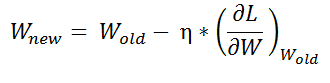 W_new = W_old − η * (∂L/∂W)_W_old